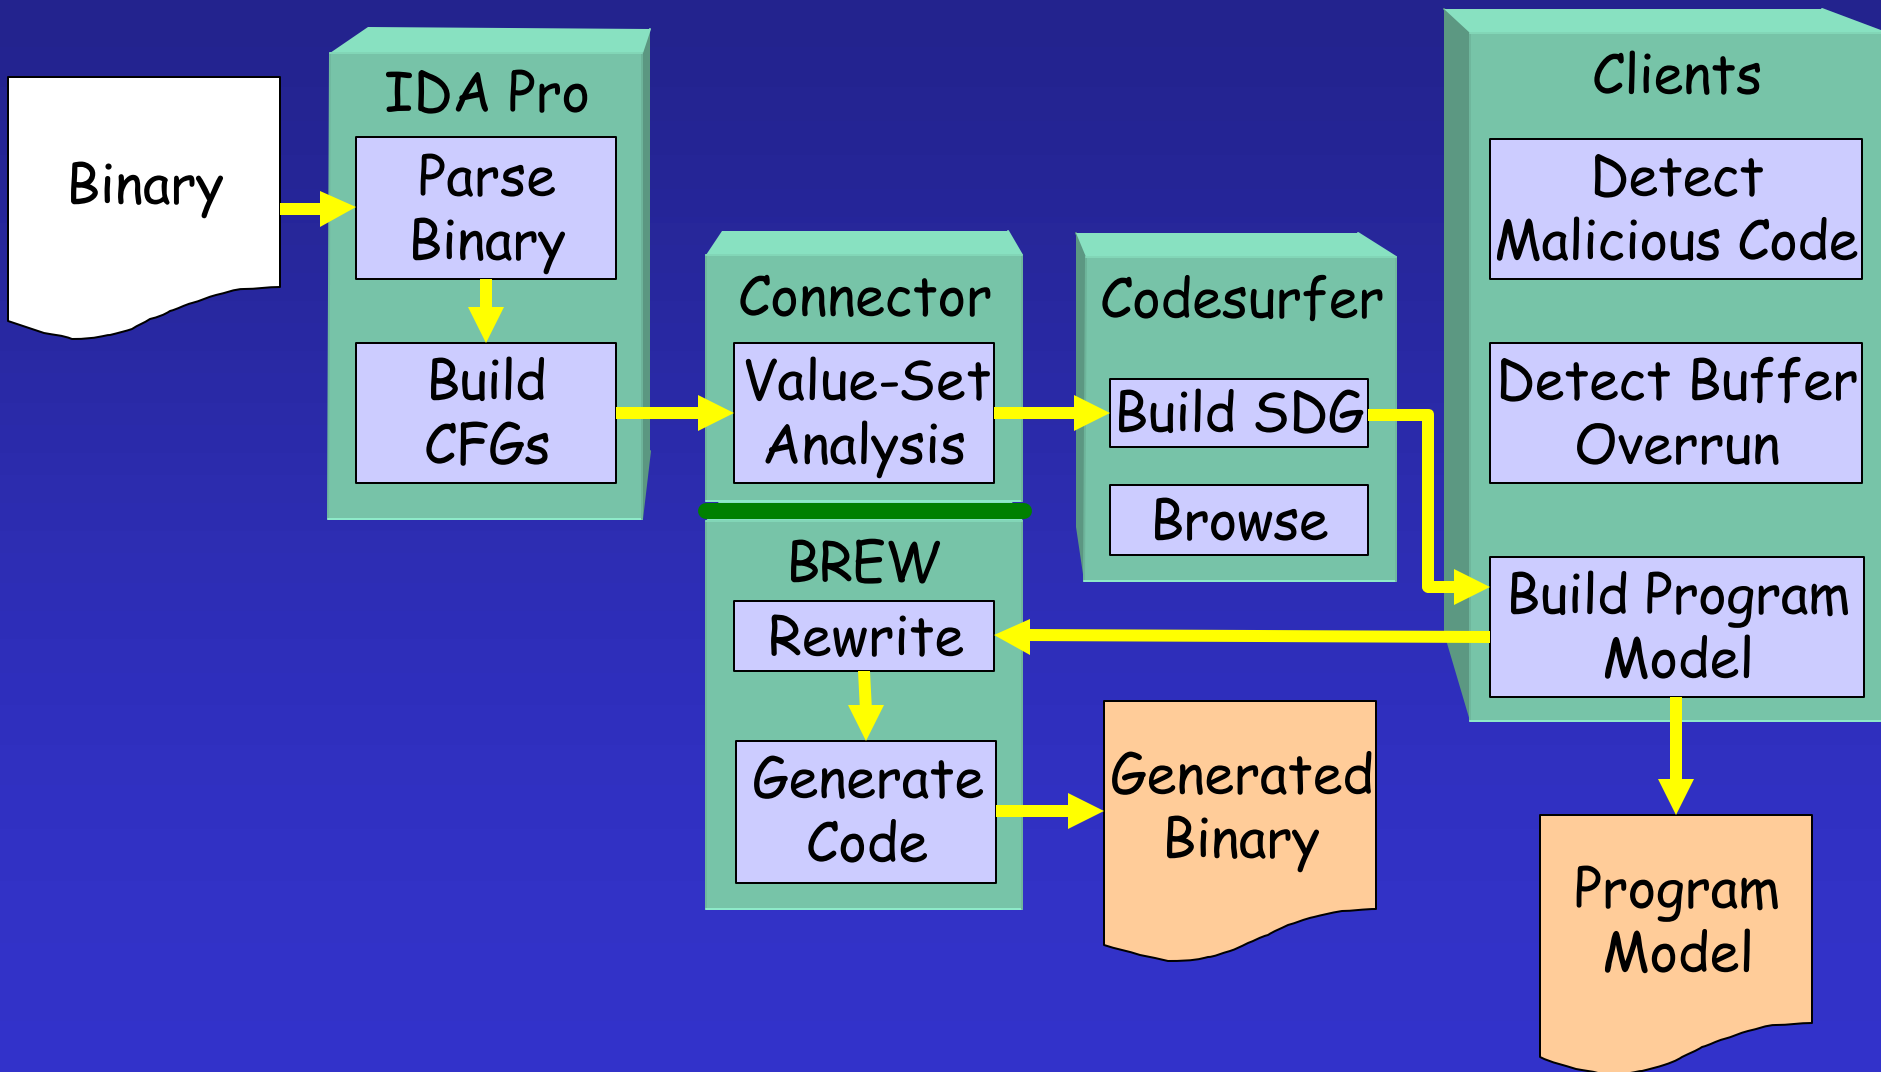 Binary
IDA Pro
Parse
Binary
Build
CFGs
Connector
Value-Set
Analysis
BREW
Rewrite
Generate
Code
Codesurfer
Build SDG
Browse
Generated
Binary
Clients
Detect
Malicious Code
Detect Buffer
Overrun
Build Program
Model
Program
Model